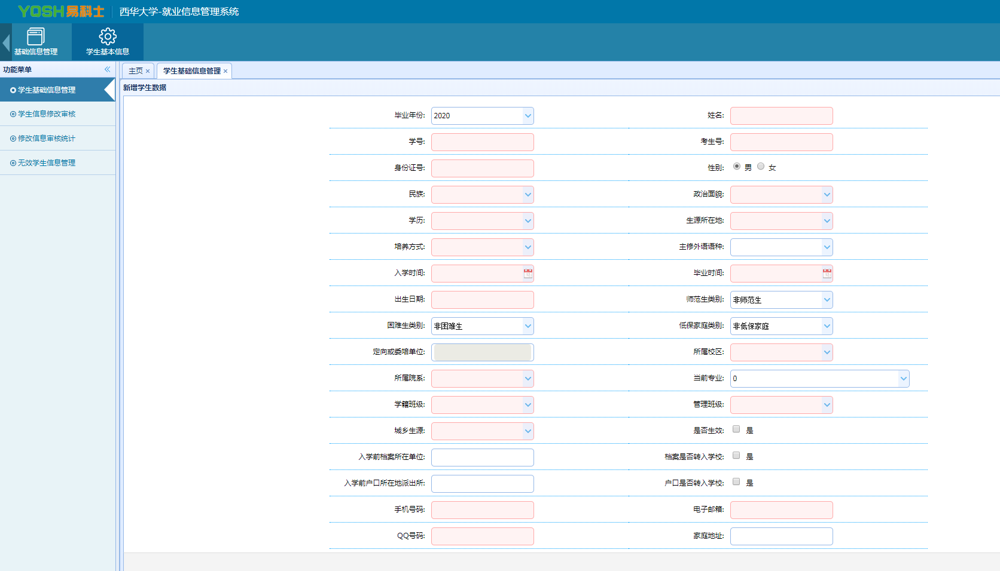 YOSH易科士 西华大学-就业信息管理系统
基础信息管理 学生基本信息
功能菜单
学生基础信息管理
学生信息修改审核
修改信息审核统计
无效学生信息管理
主页 × 学生基础信息管理 ×
新增学生数据
毕业年份: 2020 姓名:
学号: 考生号:
身份证号: 性别: 男 女
民族: 政治面貌:
学历: 生源所在地:
培养方式: 主修外语语种:
入学时间: 毕业时间:
出生日期: 师范生类别: 非师范生
困难生类别: 非困难生 低保家庭类别: 非低保家庭
定向或委培单位: 所属校区:
所属院系: 当前专业: 0
学籍班级: 管理班级:
城乡生源: 是否生效: 是
入学前档案所在单位: 档案是否转入学校: 是
入学前户口所在地派出所: 户口是否转入学校: 是
手机号码: 电子邮箱:
QQ号码: 家庭地址: